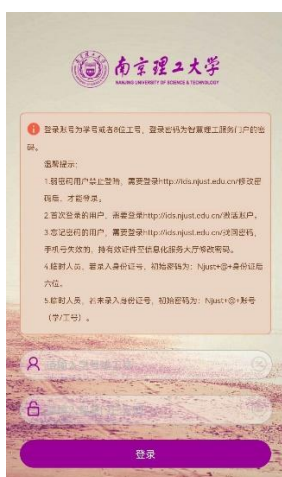 南京理工大学
NANJING UNIVERSITY OF SCIENCE & TECHNOLOGY
登录账号为学号或者8位工号，登录密码为智慧理工服务门户的密
码。
温馨提示：
1.弱密码用户禁止登陆，需要登录http://ids.njust.edu.cn/修改密
码后，才能登录。
2.首次登录的用户，需要登录http://ids.njust.edu.cn/激活账户。
3.忘记密码的用户，需要登录http://ids.njust.edu.cn/找回密码，
手机号失效的，持有效证件至信息化服务大厅修改密码。
4.临时人员，若录入身份证号，初始密码为：Njust+@+身份证后
六位。
5.临时人员，若未录入身份证号，初始密码为：Njust+@+账号
（学/工号）。
登录